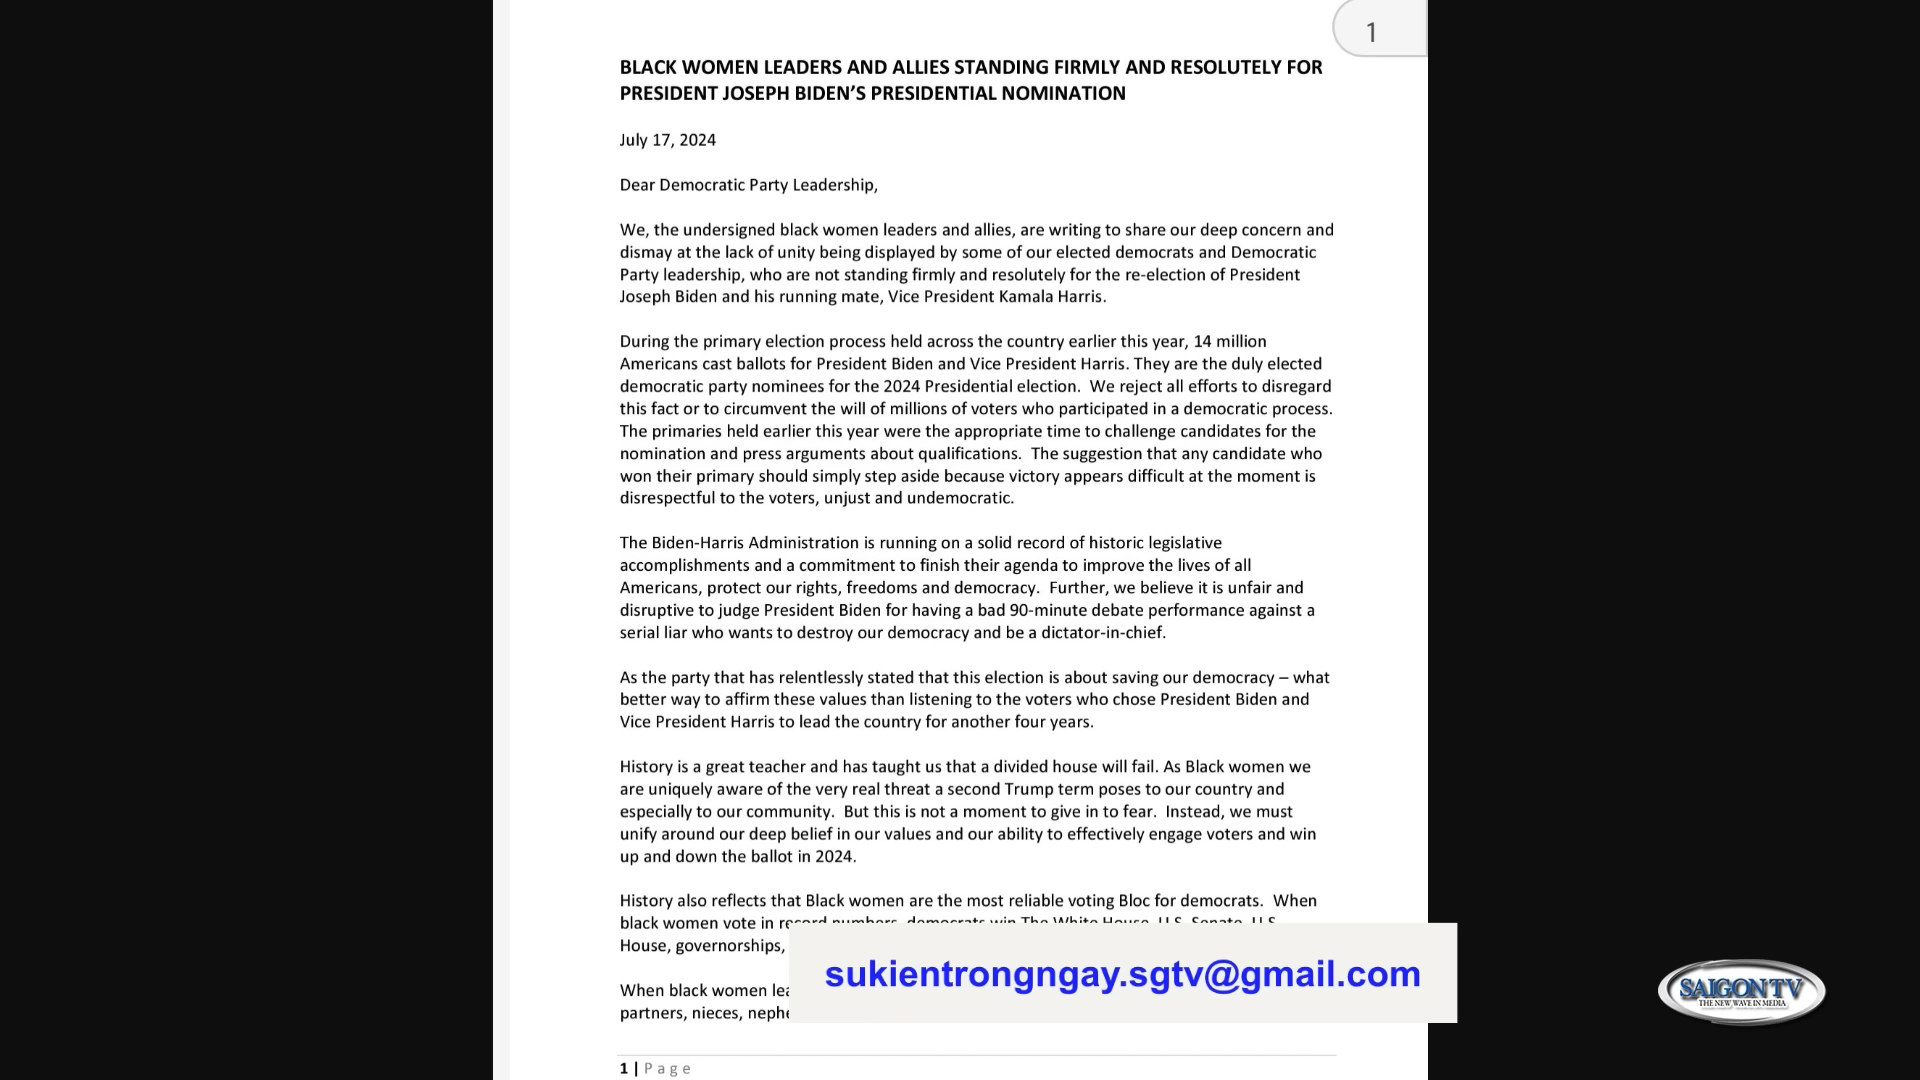 1
BLACK WOMEN LEADERS AND ALLIES STANDING FIRMLY AND RESOLUTELY FOR
PRESIDENT JOSEPH BIDEN’S PRESIDENTIAL NOMINATION
July 17, 2024
Dear Democratic Party Leadership,
We, the undersigned black women leaders and allies, are writing to share our deep concern and
dismay at the lack of unity being displayed by some of our elected democrats and Democratic
Party leadership, who are not standing firmly and resolutely for the re-election of President
Joseph Biden and his running mate, Vice President Kamala Harris.
During the primary election process held across the country earlier this year, 14 million
Americans cast ballots for President Biden and Vice President Harris. They are the duly elected
democratic party nominees for the 2024 Presidential election.  We reject all efforts to disregard
this fact or to circumvent the will of millions of voters who participated in a democratic process.
The primaries held earlier this year were the appropriate time to challenge candidates for the
nomination and press arguments about qualifications.  The suggestion that any candidate who
won their primary should simply step aside because victory appears difficult at the moment is
disrespectful to the voters, unjust and undemocratic.
The Biden-Harris Administration is running on a solid record of historic legislative
accomplishments and a commitment to finish their agenda to improve the lives of all
Americans, protect our rights, freedoms and democracy.  Further, we believe it is unfair and
disruptive to judge President Biden for having a bad 90-minute debate performance against a
serial liar who wants to destroy our democracy and be a dictator-in-chief.
As the party that has relentlessly stated that this election is about saving our democracy – what
better way to affirm these values than listening to the voters who chose President Biden and
Vice President Harris to lead the country for another four years.
History is a great teacher and has taught us that a divided house will fail. As Black women we
are uniquely aware of the very real threat a second Trump term poses to our country and
especially to our community.  But this is not a moment to give in to fear.  Instead, we must
unify around our deep belief in our values and our ability to effectively engage voters and win
up and down the ballot in 2024.
History also reflects that Black women are the most reliable voting Bloc for democrats.  When
black women vote in record numbers, democrats win The White House, U.S. Senate, U.S.
House, governorships,
When black women
partners, nieces,
sukientrongngay.sgtv@gmail.com
SAIGON TV
THE NEW WAVE IN MEDIA
1 | Page